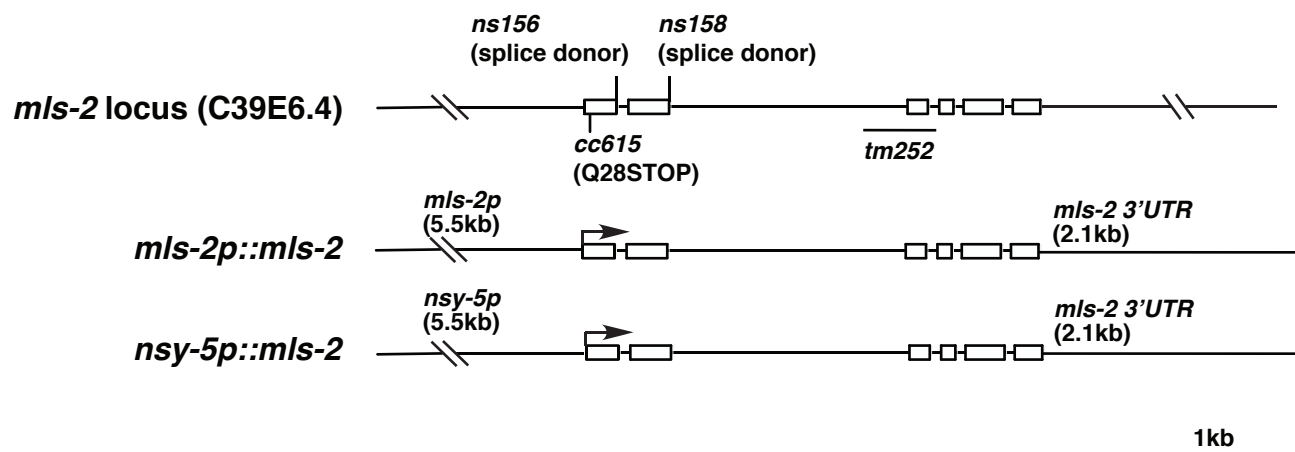 ns156
(splice donor)
ns158
(splice donor)
mls-2 locus (C39E6.4)
cc615
(Q28STOP)
tm252
mls-2p
(5.5kb)
mls-2 3’UTR
(2.1kb)
mls-2p::mls-2
nsy-5p
(5.5kb)
mls-2 3’UTR
(2.1kb)
nsy-5p::mls-2
1kb